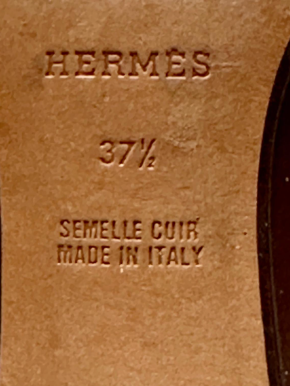 HERMÈS
37½
SEMELLE CUIR
MADE IN ITALY